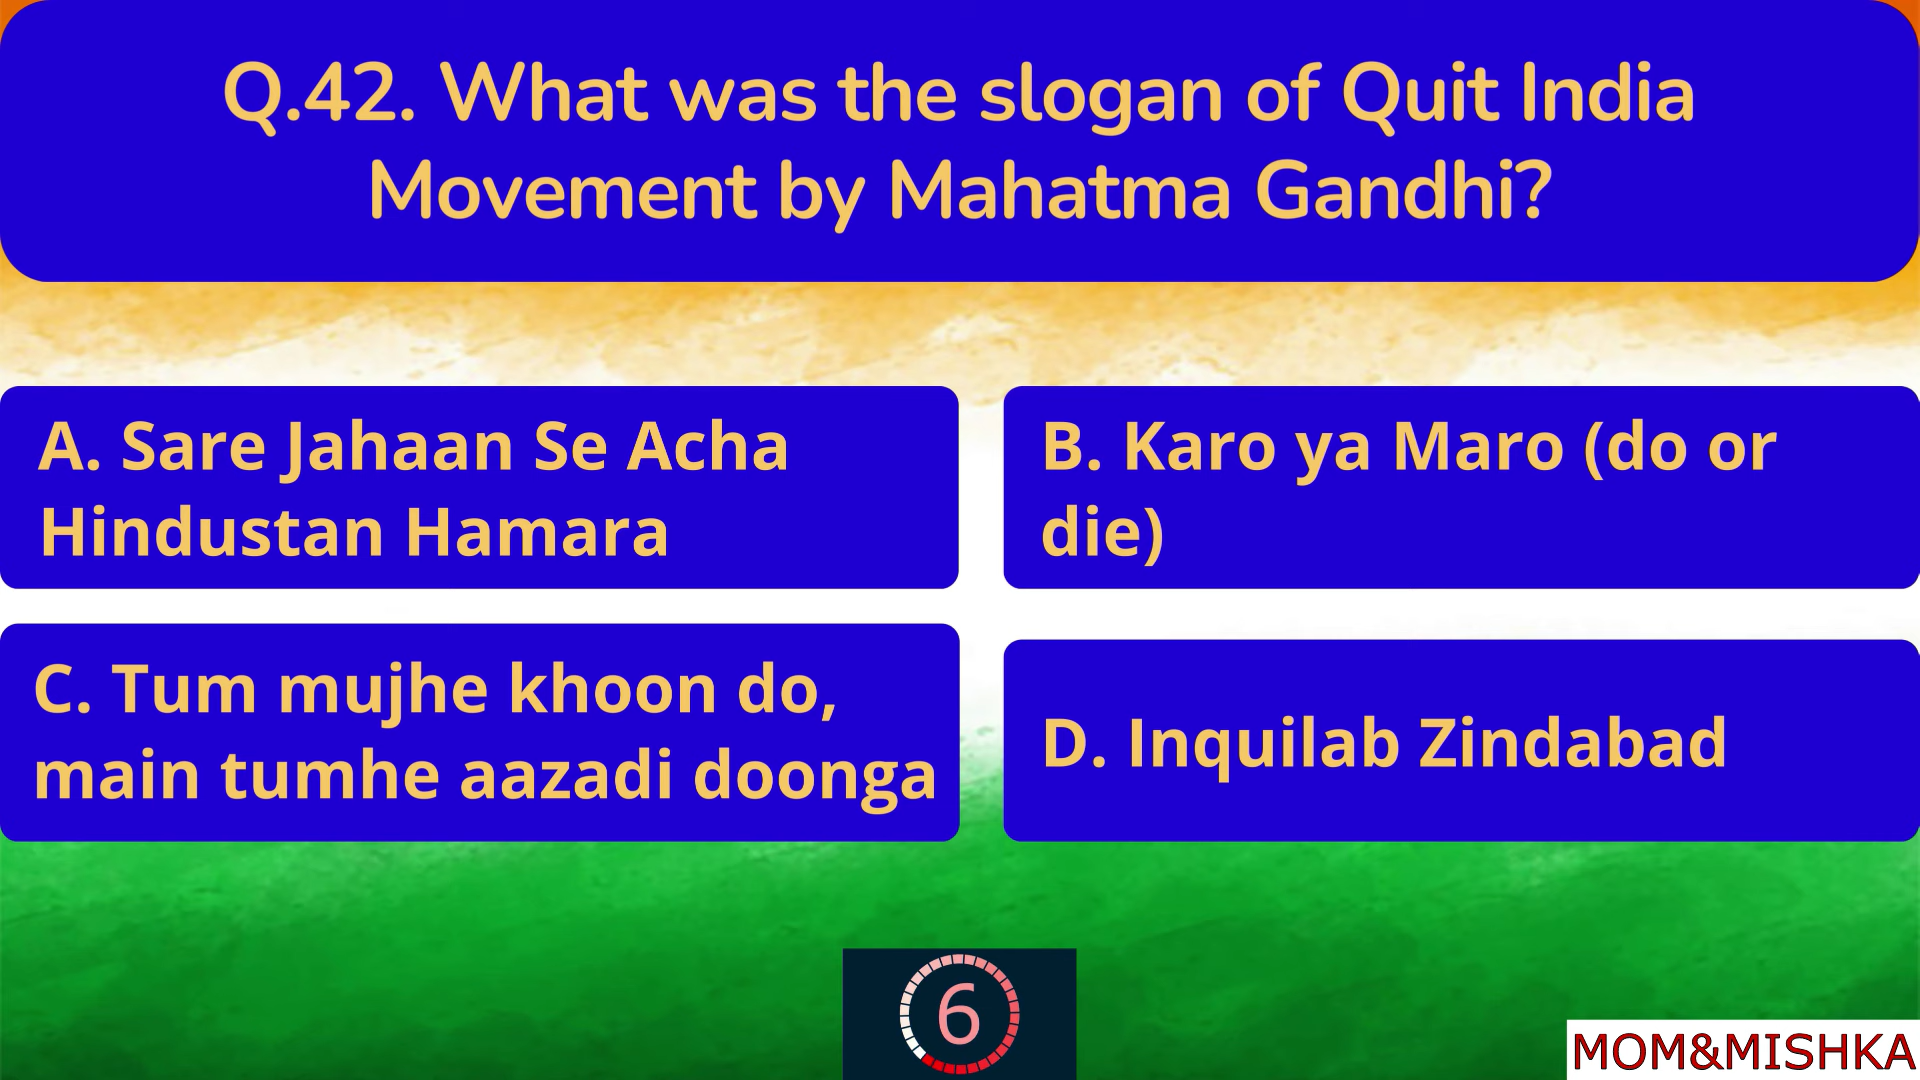 Q.42. What was the slogan of Quit India
Movement by Mahatma Gandhi?
A. Sare Jahaan Se Acha
Hindustan Hamara
B. Karo ya Maro (do or
die)
C. Tum mujhe khoon do,
main tumhe aazadi doonga
D. Inquilab Zindabad
6
MOM&MISHKA